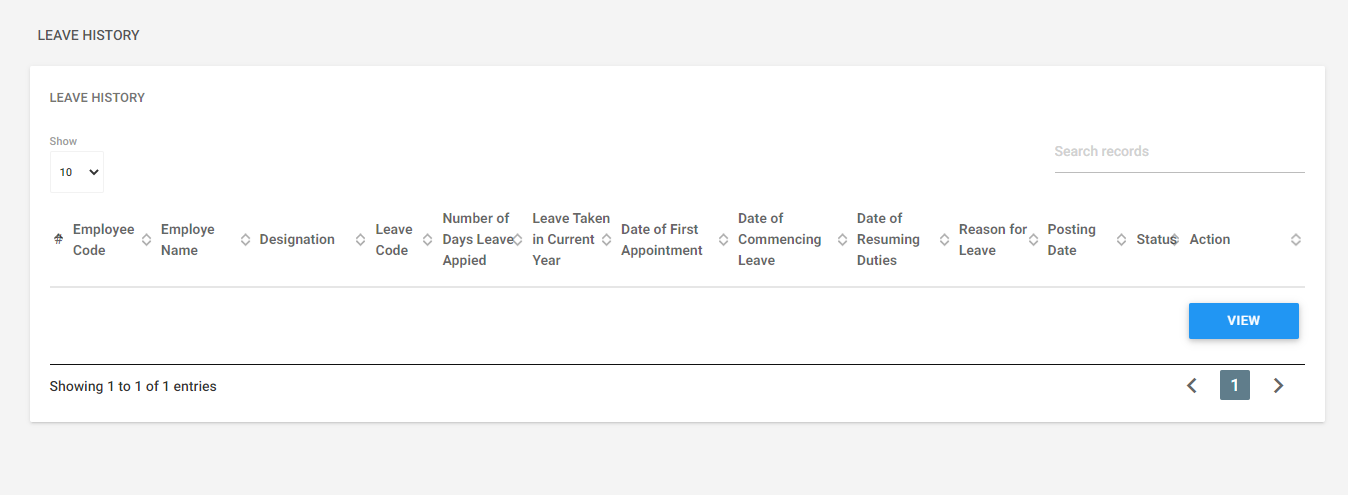 LEAVE HISTORY
LEAVE HISTORY
Show
10
Search records
#
Employee
Code
Employe
Name
Designation
Leave
Code
Number of
Days Leave
Appied
Leave Taken
in Current
Year
Date of First
Appointment
Date of
Commencing
Leave
Date of
Resuming
Duties
Reason for
Leave
Posting
Date
Status
Action
VIEW
Showing 1 to 1 of 1 entries
1